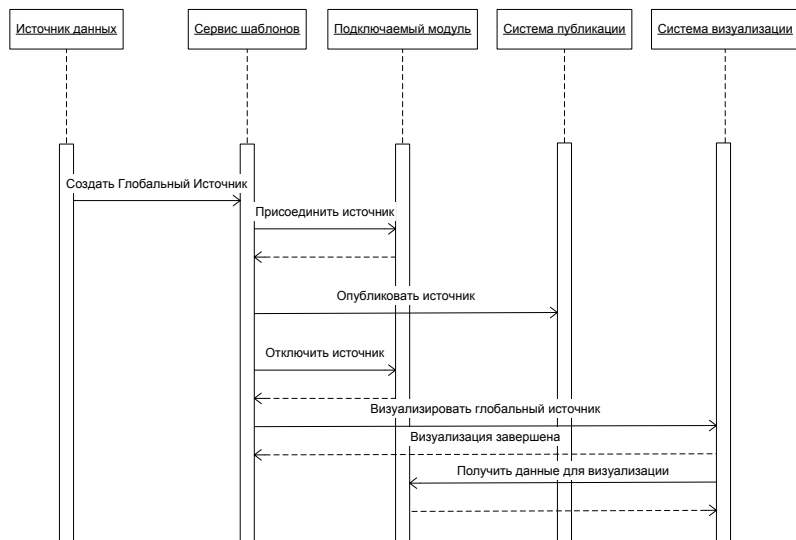 Источник данных
Сервис шаблонов
Подключаемый модуль
Система публикации
Система визуализации
Создать Глобальный Источник
Присоединить источник
Опубликовать источник
Отключить источник
Визуализировать глобальный источник
Визуализация завершена
Получить данные для визуализации